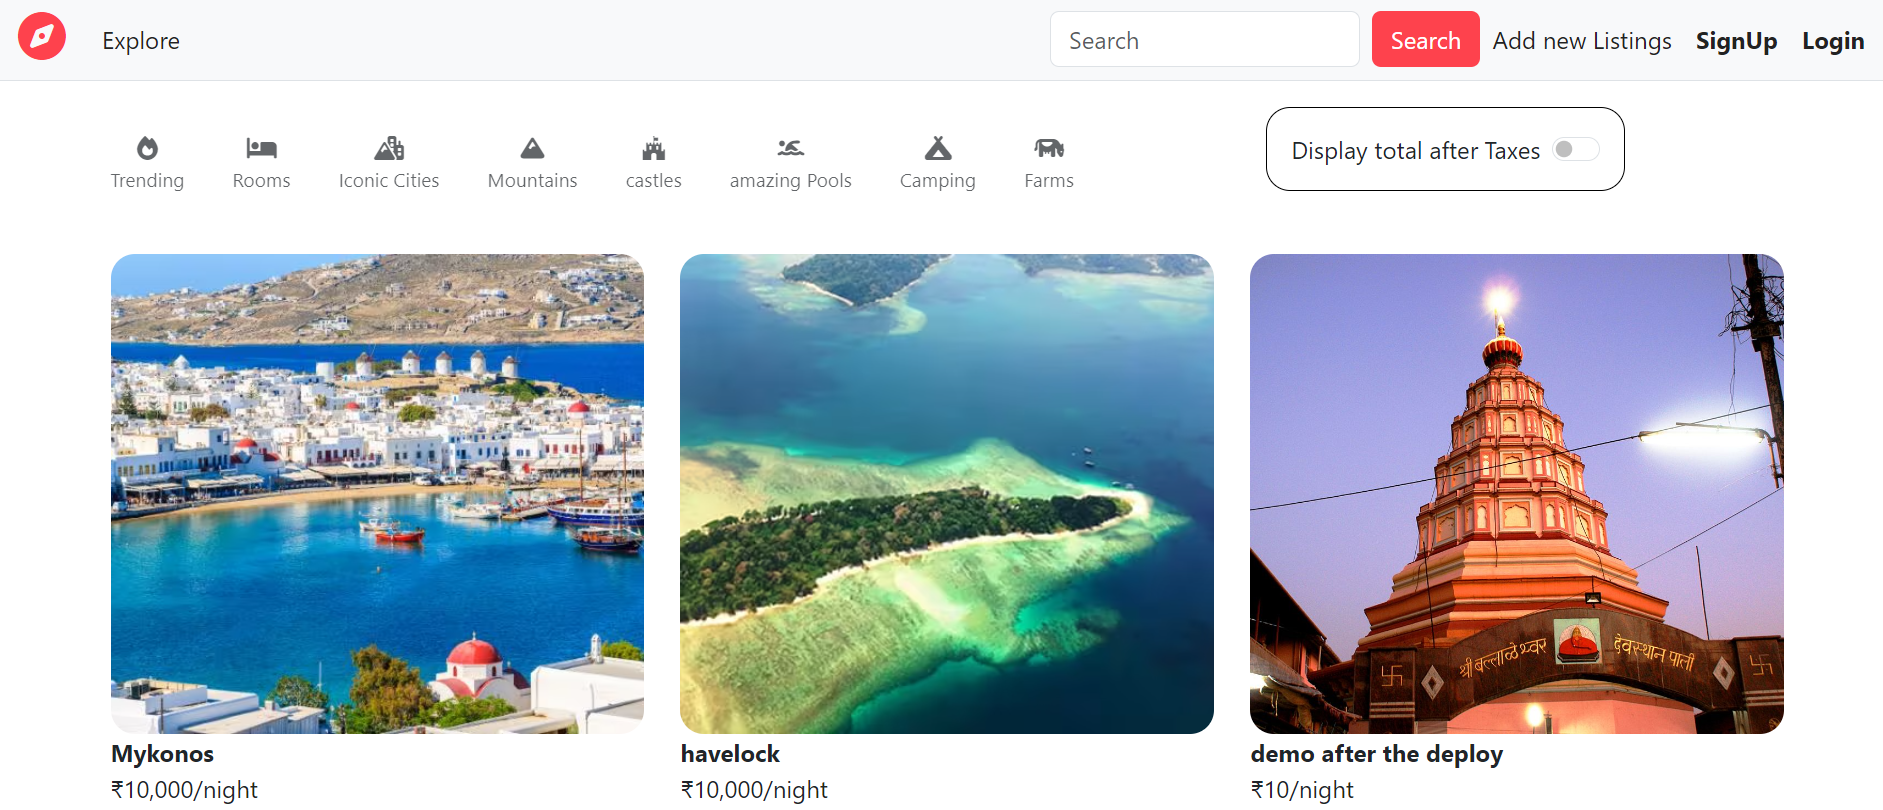 Explore
Search
Search
Add new Listings
SignUp
Login
Trending
Rooms
Iconic Cities
Mountains
castles
amazing Pools
Camping
Farms
Display total after Taxes
श्री बल्लाळेश्वर देवस्थान पाली
Mykonos
₹10,000/night
havelock
₹10,000/night
demo after the deploy
₹10/night